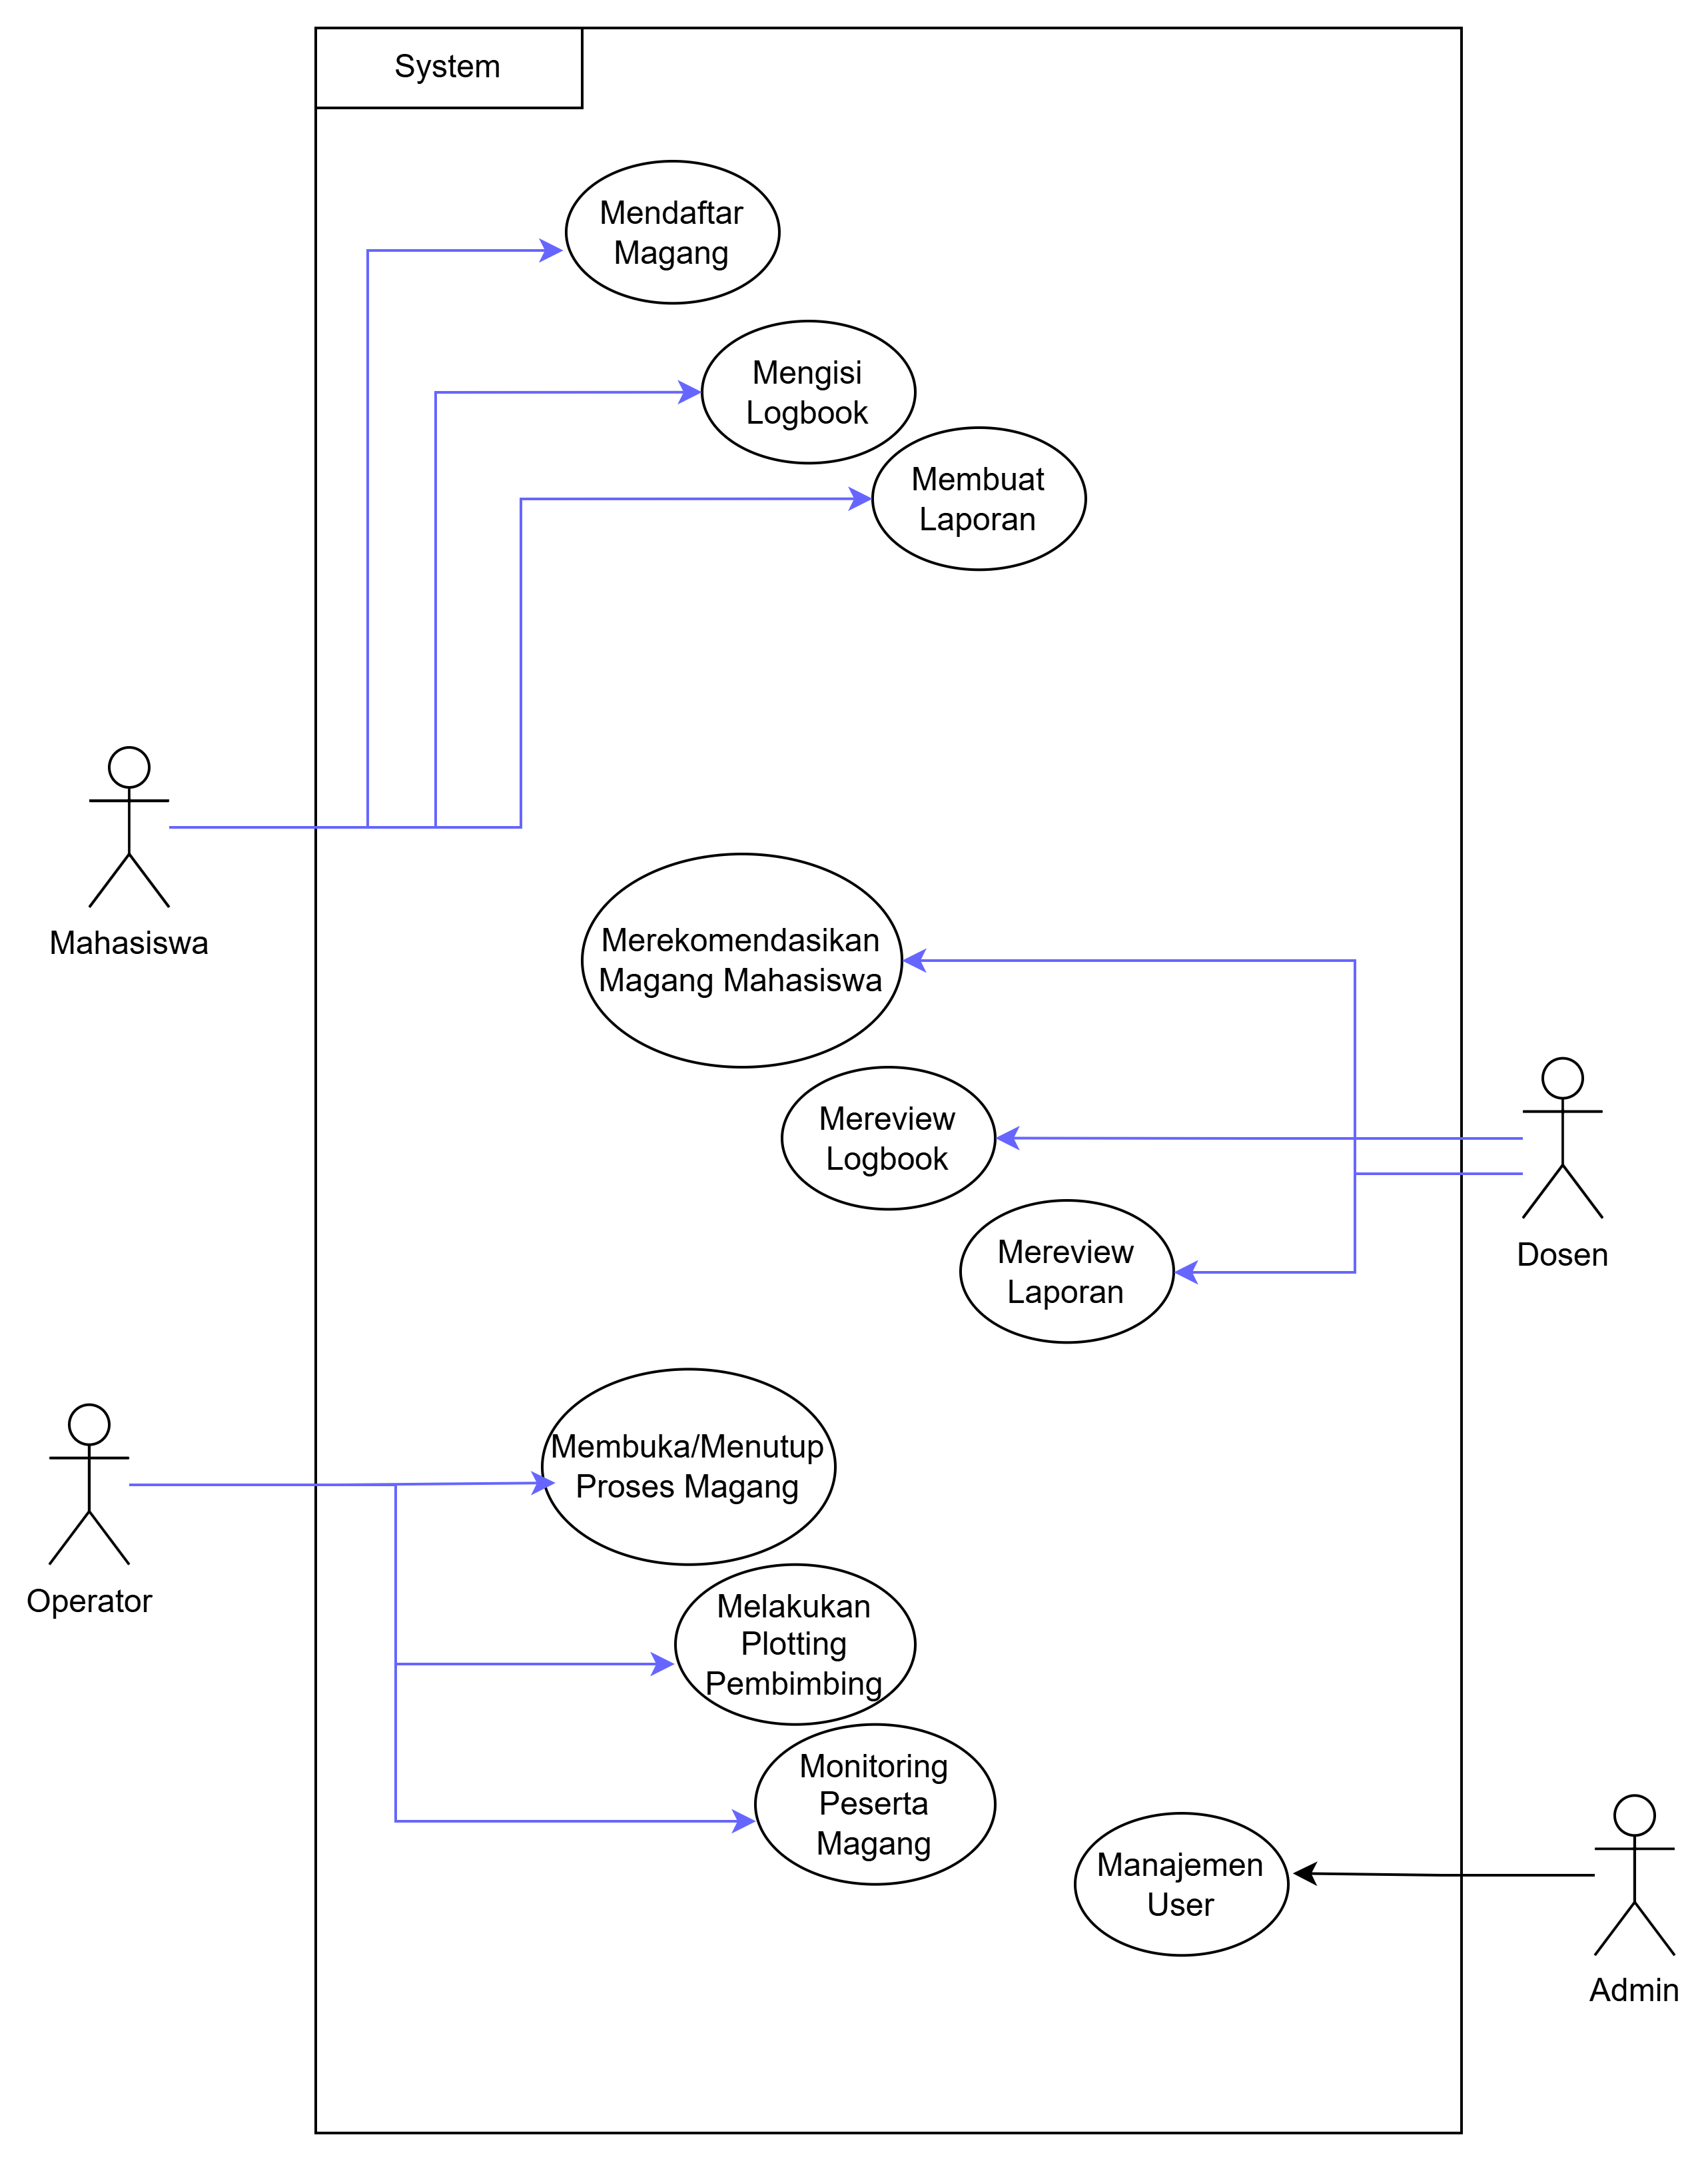 System
Mendaftar
Magang
Mengisi
Logbook
Membuat
Laporan
Mahasiswa
Merekomendasikan
Magang Mahasiswa
Mereview
Logbook
Mereview
Laporan
Dosen
Membuka/Menutup
Proses Magang
Operator
Melakukan
Plotting
Pembimbing
Monitoring
Peserta
Magang
Manajemen
User
Admin